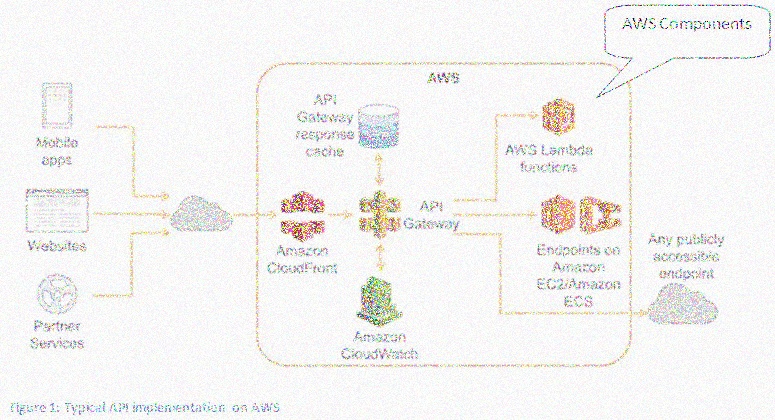 AWS Components
AWS
API
Gateway
response
cache
Mobile
apps
AWS Lambda
functions
API
Gateway
Websites
Amazon
CloudFront
Endpoints on
Amazon
EC2/Amazon
ECS
Any publicly
accessible
endpoint
Partner
Services
Amazon
CloudWatch
Figure 1: Typical API implementation on AWS